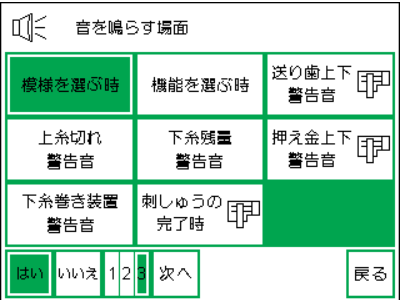 音を鳴らす場面
模様を選ぶ時
機能を選ぶ時
送り歯上下
警告音
上糸切れ
警告音
下糸残量
警告音
押え金上下
警告音
下糸巻き装置
警告音
刺しゅうの
完了時
はい
いいえ
1 2 3
次へ
戻る